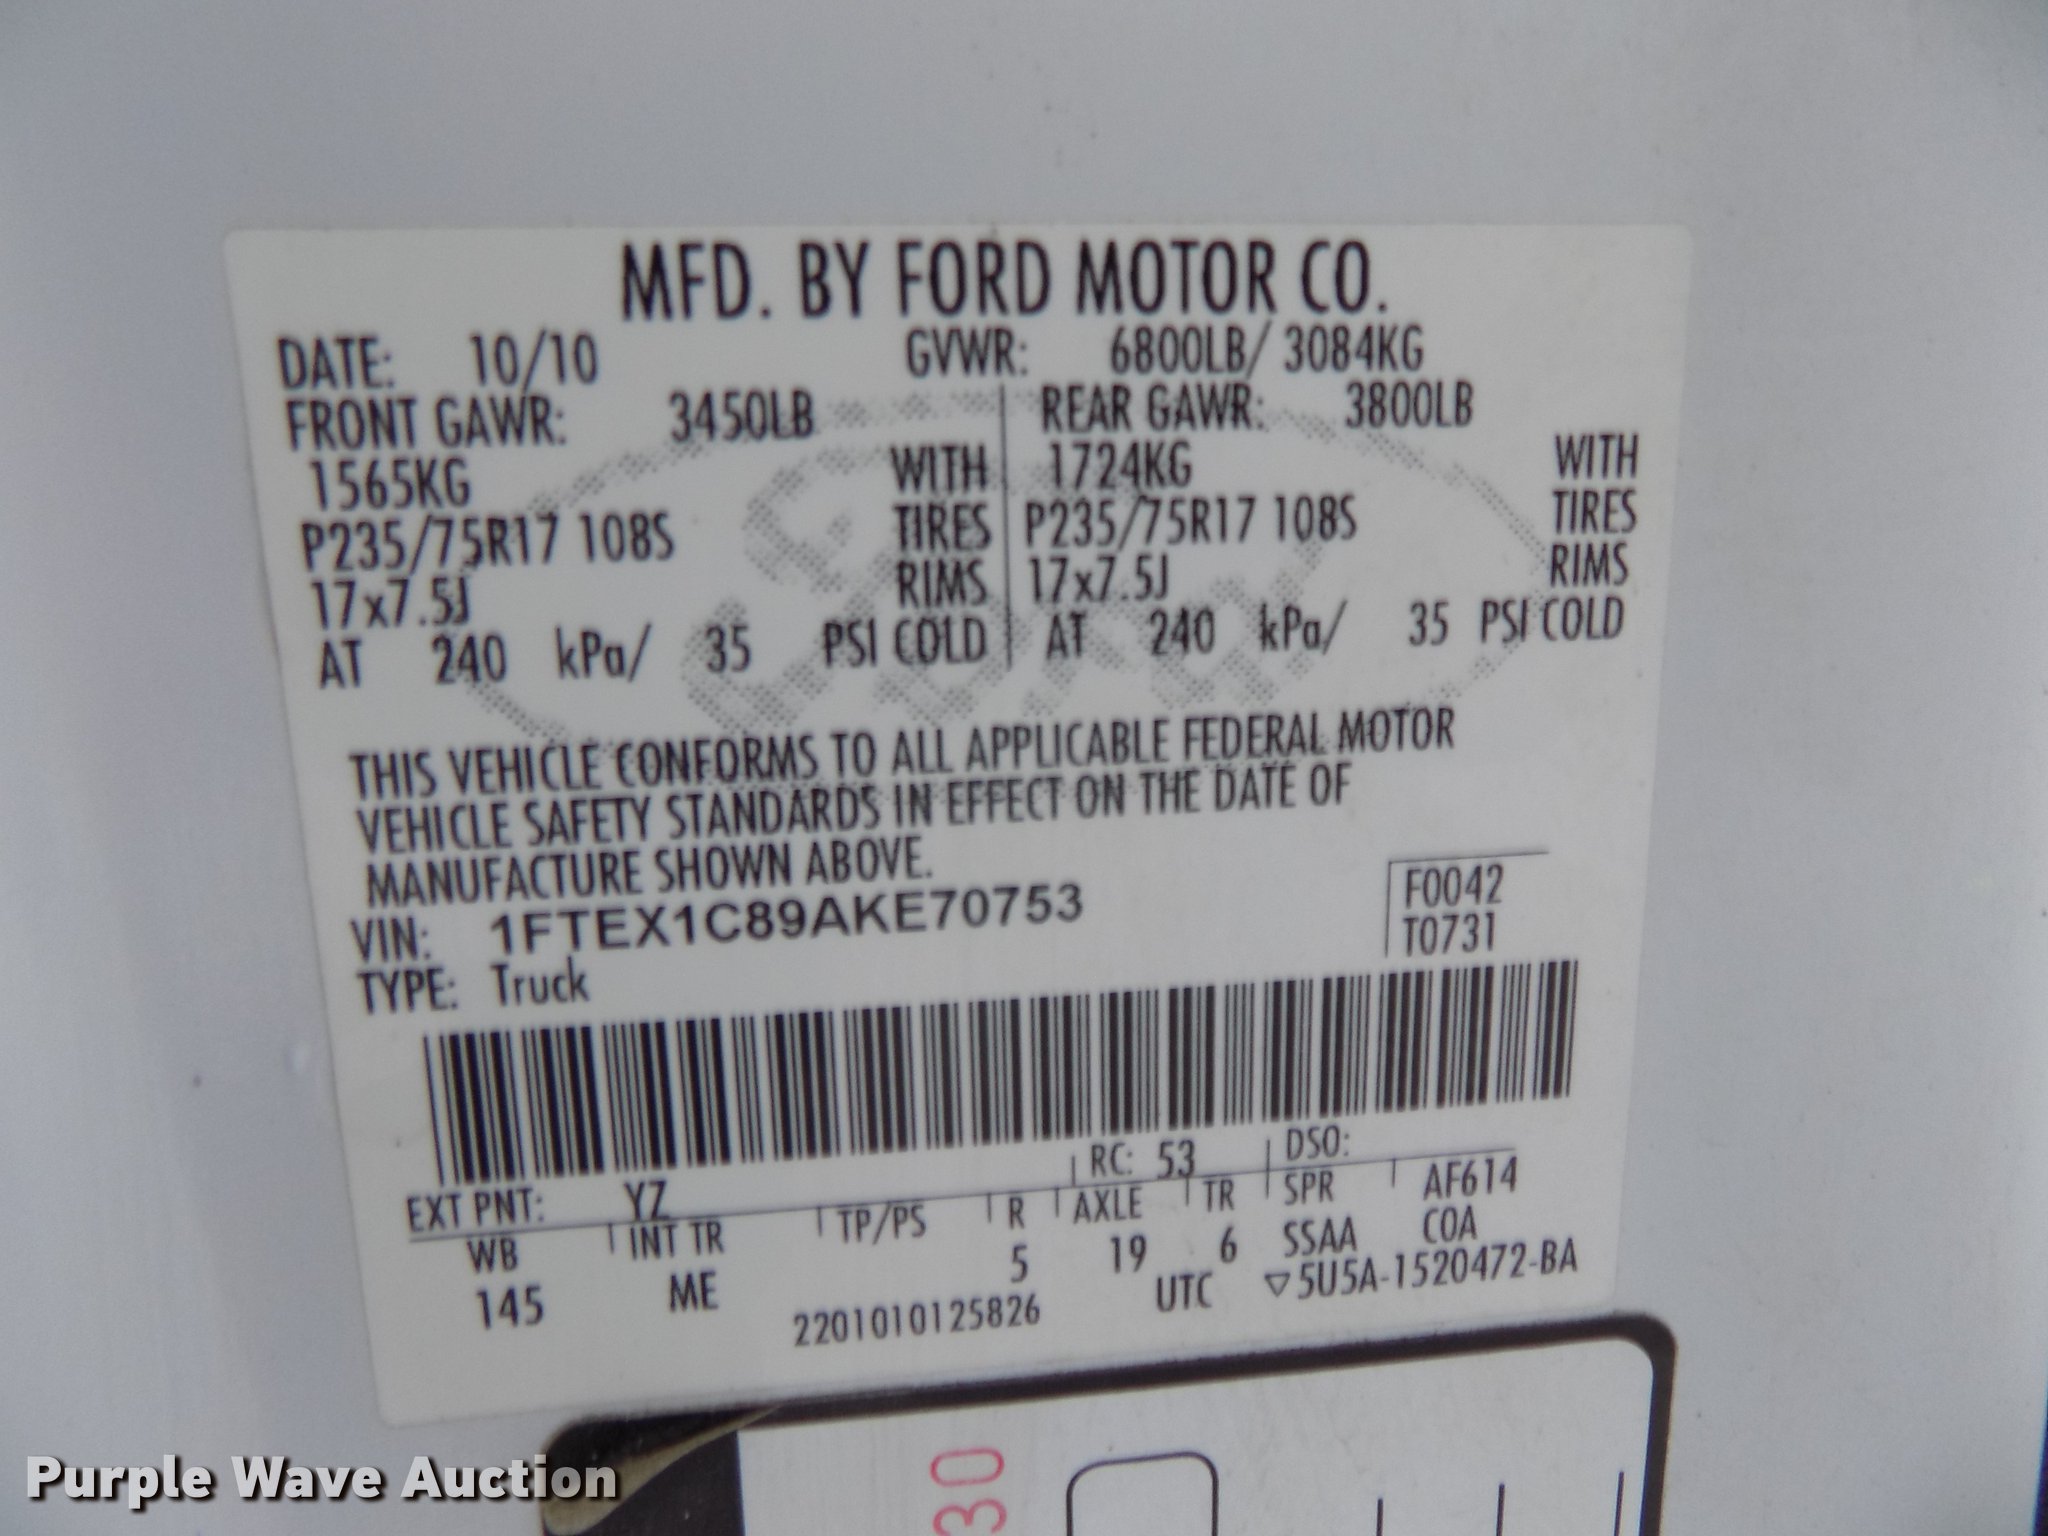 MFD. BY FORD MOTOR CO.
DATE: 10/10 GVWR: 6800LB/ 3084KG
FRONT GAWR: 3450LB REAR GAWR: 3800LB
1565KG WITH 1724KG WITH
P235/75R17 108S TIRES P235/75R17 108S TIRES
17x7.5J RIMS 17x7.5J RIMS
AT 240 kPa/ 35 PSI COLD AT 240 kPa/ 35 PSI COLD
THIS VEHICLE CONFORMS TO ALL APPLICABLE FEDERAL MOTOR
VEHICLE SAFETY STANDARDS IN EFFECT ON THE DATE OF
MANUFACTURE SHOWN ABOVE.
VIN: 1FTEX1C89AKE70753 F0042
TYPE: Truck T0731
RC: 53 DSO:
EXT PNT: YZ
WB INT TR TP/PS R AXLE TR SPR AF614
145 ME 5 19 6 SSAA COA
2201010125826 UTC ▽5U5A-1520472-BA
30
Purple Wave Auction